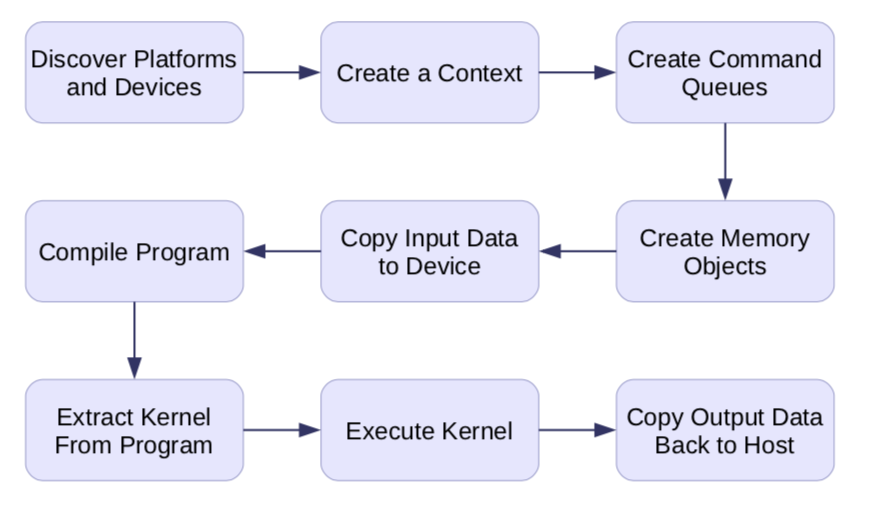 Discover Platforms
and Devices
Create a Context
Create Command
Queues
Create Memory
Objects
Copy Input Data
to Device
Compile Program
Extract Kernel
From Program
Execute Kernel
Copy Output Data
Back to Host